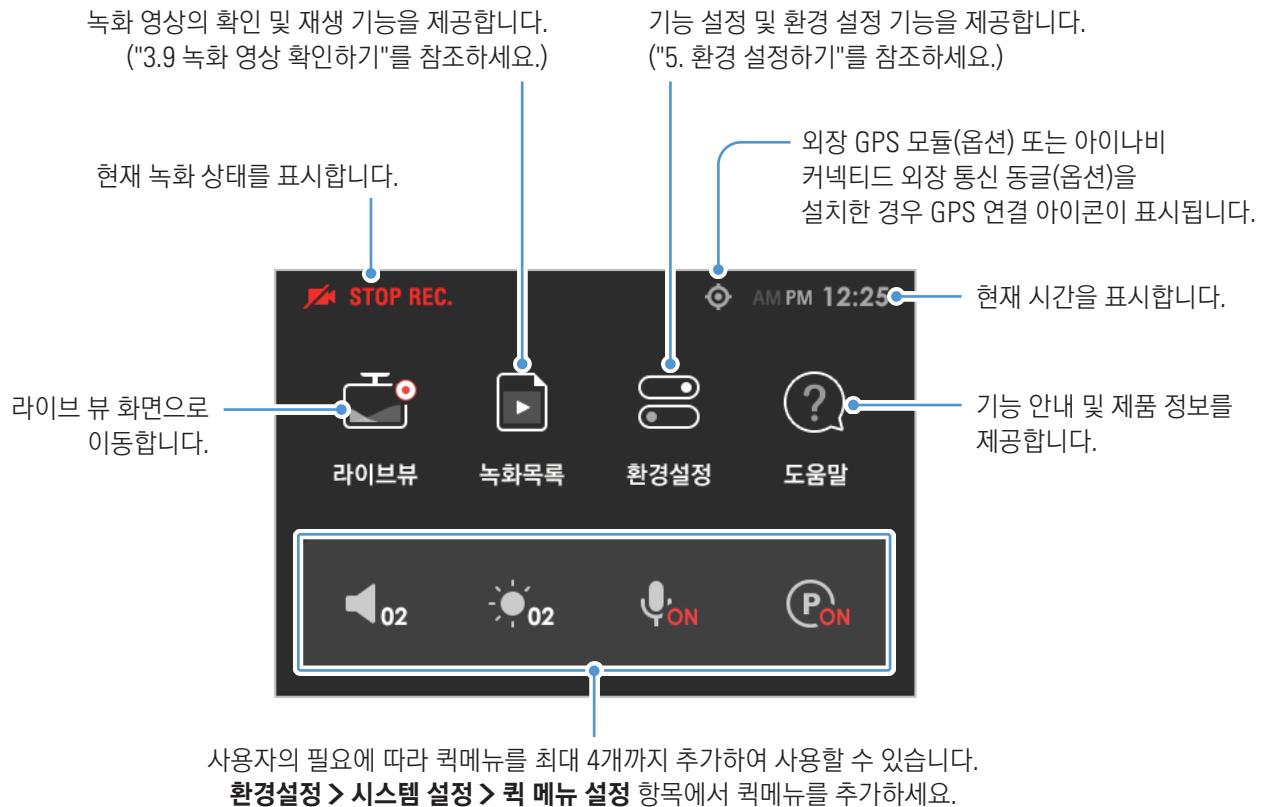 녹화 영상의 확인 및 재생 기능을 제공합니다.
("3.9 녹화 영상 확인하기"를 참조하세요.)
기능 설정 및 환경 설정 기능을 제공합니다.
("5. 환경 설정하기"를 참조하세요.)
외장 GPS 모듈(옵션) 또는 아이나비
커넥티드 외장 통신 동글(옵션)을
설치한 경우 GPS 연결 아이콘이 표시됩니다.
현재 녹화 상태를 표시합니다.
STOP REC.
AM PM 12:25
현재 시간을 표시합니다.
라이브 뷰 화면으로
이동합니다.
?
기능 안내 및 제품 정보를
제공합니다.
라이브뷰
녹화목록
환경설정
도움말
02
02
ON
P ON
사용자의 필요에 따라 퀵메뉴를 최대 4개까지 추가하여 사용할 수 있습니다.
환경설정 > 시스템 설정 > 퀵 메뉴 설정 항목에서 퀵메뉴를 추가하세요.